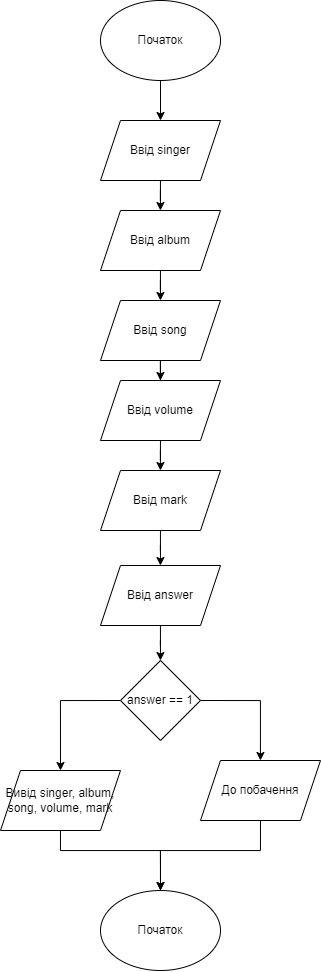 Початок
Ввід singer
Ввід album
Ввід song
Ввід volume
Ввід mark
Ввід answer
answer == 1
Вивід singer, album,
song, volume, mark
До побачення
Початок